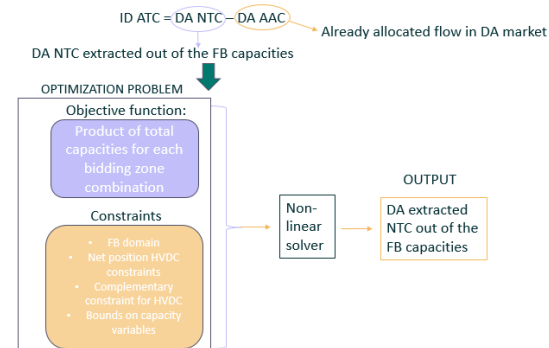 ID ATC = DA NTC – DA AAC
Already allocated flow in DA market
DA NTC extracted out of the FB capacities
OPTIMIZATION PROBLEM
Objective function:
Product of total
capacities for each
bidding zone
combination
Constraints
• FB domain
• Net position HVDC
constraints
• Complementary
constraint for HVDC
• Bounds on capacity
variables
Non-
linear
solver
OUTPUT
DA extracted
NTC out of the
FB capacities